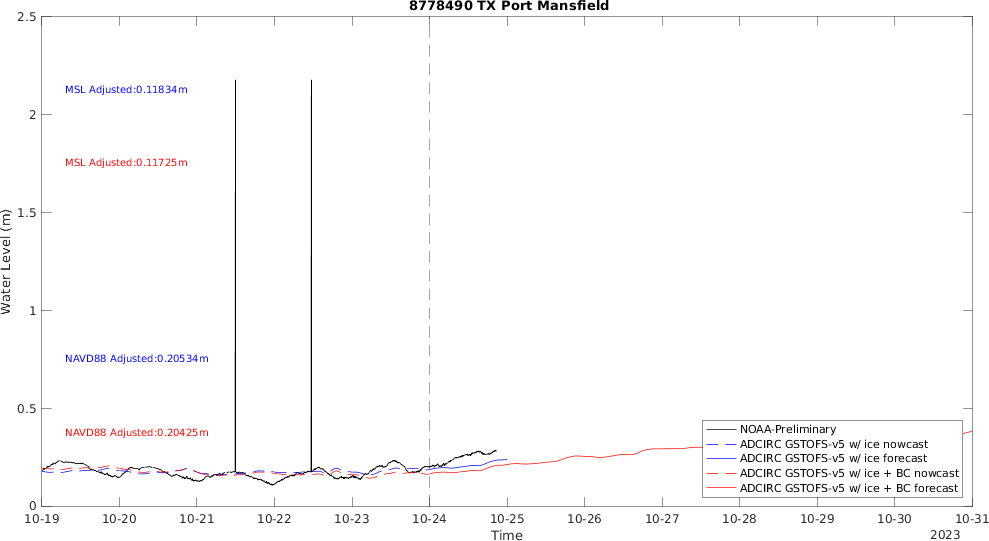 8778490 TX Port Mansfield
2.5
2
1.5
1
0.5
0
Water Level (m)
MSL Adjusted:0.11834m
MSL Adjusted:0.11725m
NAVD88 Adjusted:0.20534m
NAVD88 Adjusted:0.20425m
NOAA-Preliminary
ADCIRC GSTOFS-v5 w/ ice nowcast
ADCIRC GSTOFS-v5 w/ ice forecast
ADCIRC GSTOFS-v5 w/ ice + BC nowcast
ADCIRC GSTOFS-v5 w/ ice + BC forecast
10-19 10-20 10-21 10-22 10-23 10-24 10-25 10-26 10-27 10-28 10-29 10-30 10-31
Time
2023